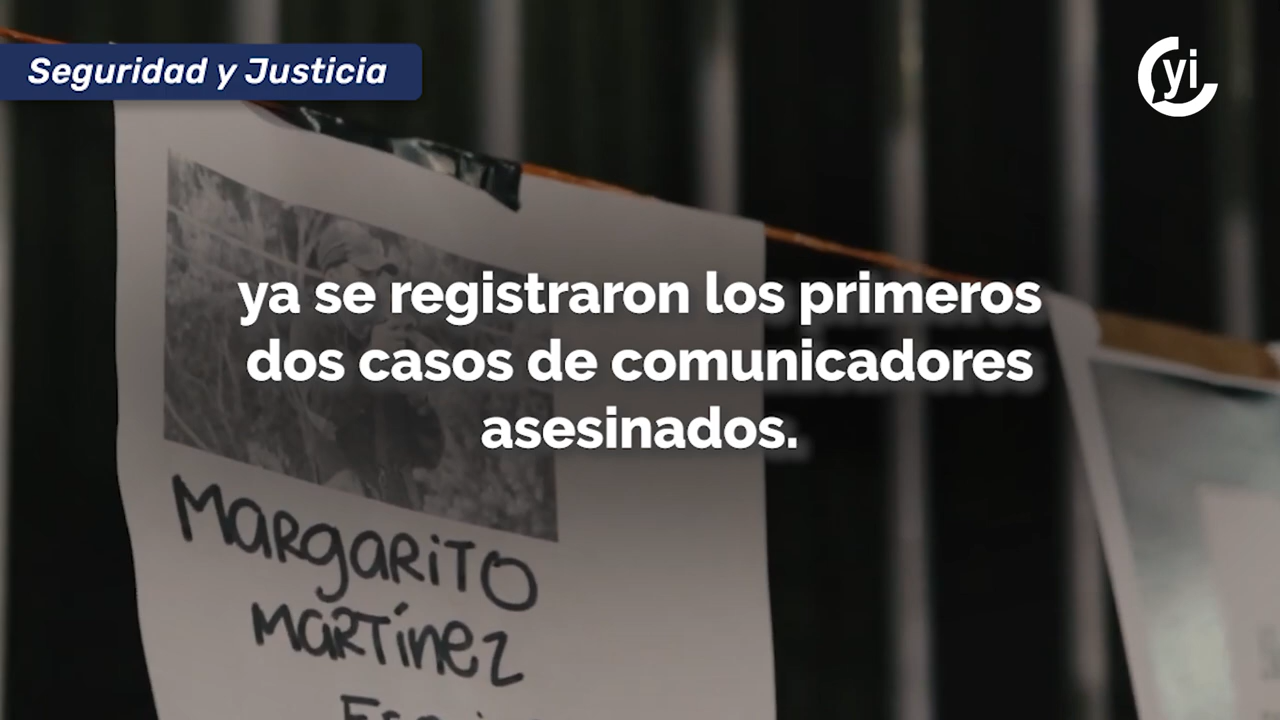 Seguridad y Justicia
yi
ya se registraron los primeros
dos casos de comunicadores
asesinados.
MARGARITO
MARTÍNEZ